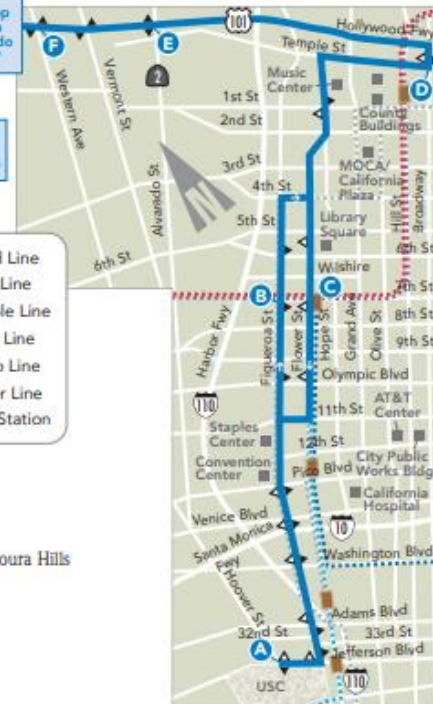 101
Hollywood Fwy
Temple St
F
E
D
2
Music
Center
1st St
2nd St
County
Buildings
Western Ave
Vermont St
Alvarado St
3rd St
4th St
5th St
6th St
N
MOCA/
California
Plaza
Library
Square
Hill St
Broadway
6th St
Wilshire
7th St
B
C
8th St
9th St
Harbor Fwy
Figueroa St
Flower St
Hope St
Grand Ave
Olive St
Olympic Blvd
110
11th St
AT&T
Center
Staples
Center
12th St
Convention
Center
Pico Blvd
City Public
Works Bldg
California
Hospital
Venice Blvd
10
Santa Monica
Fwy
Washington Blvd
Hoover St
Adams Blvd
32nd St
33rd St
A
Jefferson Blvd
USC
110
Line
Line
Line
Line
Line
Line
Station
oura Hills